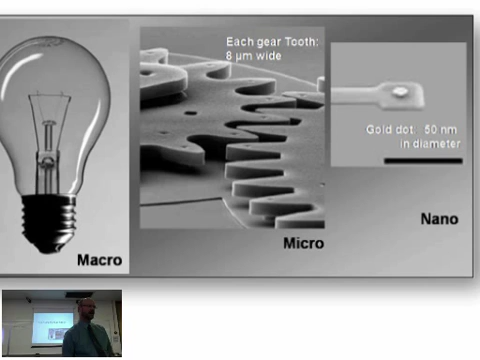 Each gear Tooth:
8 µm wide
Gold dot: 50 nm
in diameter
Macro
Micro
Nano